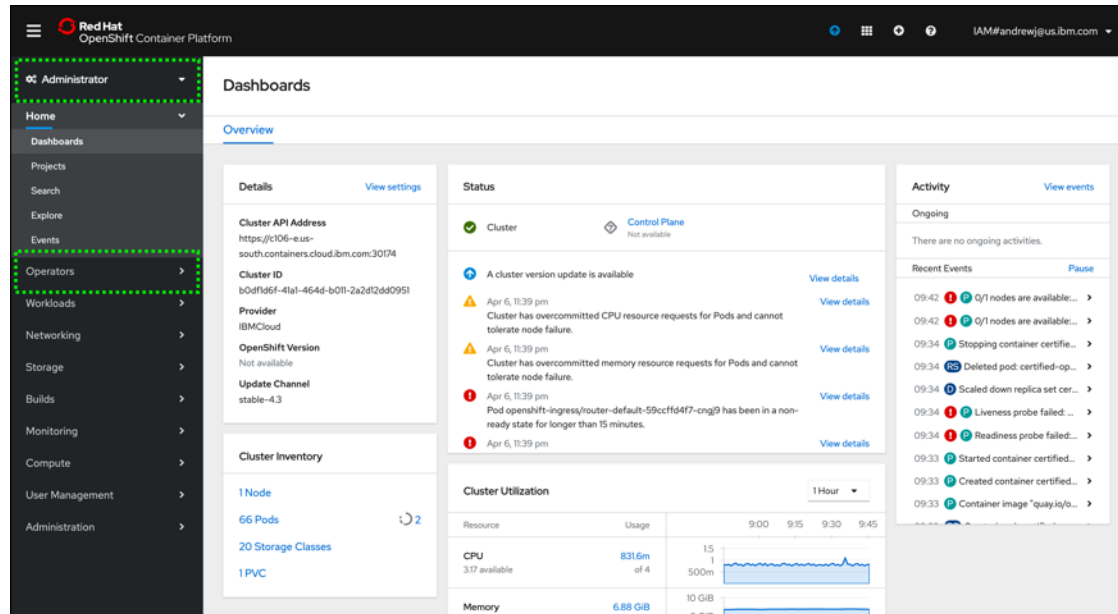 Red Hat
OpenShift Container Platform
IAM#andrewj@us.ibm.com
Administrator
Home
Dashboards
Projects
Search
Explore
Events
Operators
Workloads
Networking
Storage
Builds
Monitoring
Compute
User Management
Administration
Dashboards
Overview
Details View settings
Cluster API Address
https://c106-e.us-
south.containers.cloud.ibm.com:30174
Cluster ID
b0df1d6f-41a1-464d-b011-2a2d12dd0951
Provider
IBMCloud
OpenShift Version
Not available
Update Channel
stable-4.3
Cluster Inventory
1 Node
66 Pods 2
20 Storage Classes
1 PVC
Status
Cluster
Control Plane
Not available
A cluster version update is available View details
Apr 6, 11:39 pm View details
Cluster has overcommitted CPU resource requests for Pods and cannot
tolerate node failure.
Apr 6, 11:39 pm View details
Cluster has overcommitted memory resource requests for Pods and cannot
tolerate node failure.
Apr 6, 11:39 pm View details
Pod openshift-ingress/router-default-59ccffd4f7-cngj9 has been in a non-
ready state for longer than 15 minutes.
Apr 6, 11:39 pm View details
Cluster Utilization 1 Hour
Resource Usage 9:00 9:15 9:30 9:45
CPU 831.6m
3.17 available of 4
1.5
1
500m
Memory 6.88 GiB
10 GiB
Activity View events
Ongoing
There are no ongoing activities.
Recent Events Pause
09:42 P 0/1 nodes are available:...
09:42 P 0/1 nodes are available:...
09:34 P Stopping container certifie...
09:34 RS Deleted pod: certified-op...
09:34 D Scaled down replica set cer...
09:34 P Liveness probe failed: ...
09:34 P Readiness probe failed:...
09:33 P Started container certified...
09:33 P Created container certified...
09:33 P Container image "quay.io/o...